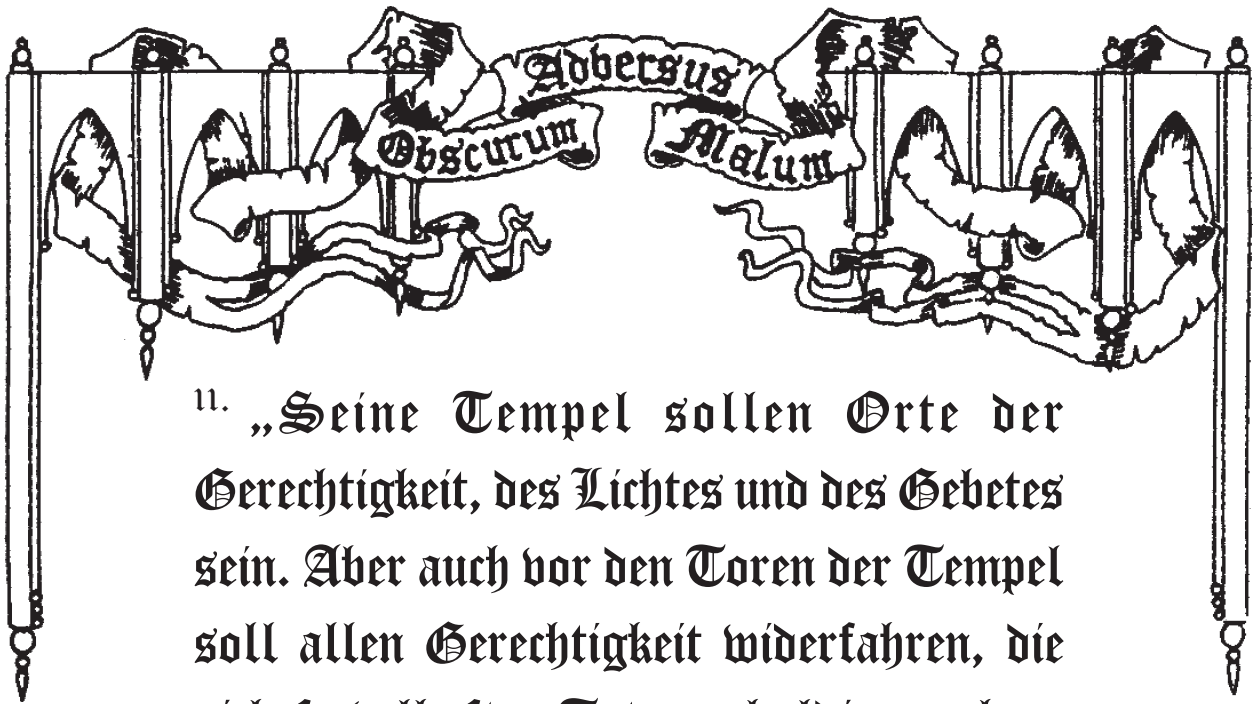 Adversus
Obscurum Malum
11. „Seine Tempel sollen Orte der
Gerechtigkeit, des Lichtes und des Gebetes
sein. Aber auch vor den Toren der Tempel
soll allen Gerechtigkeit widerfahren, die